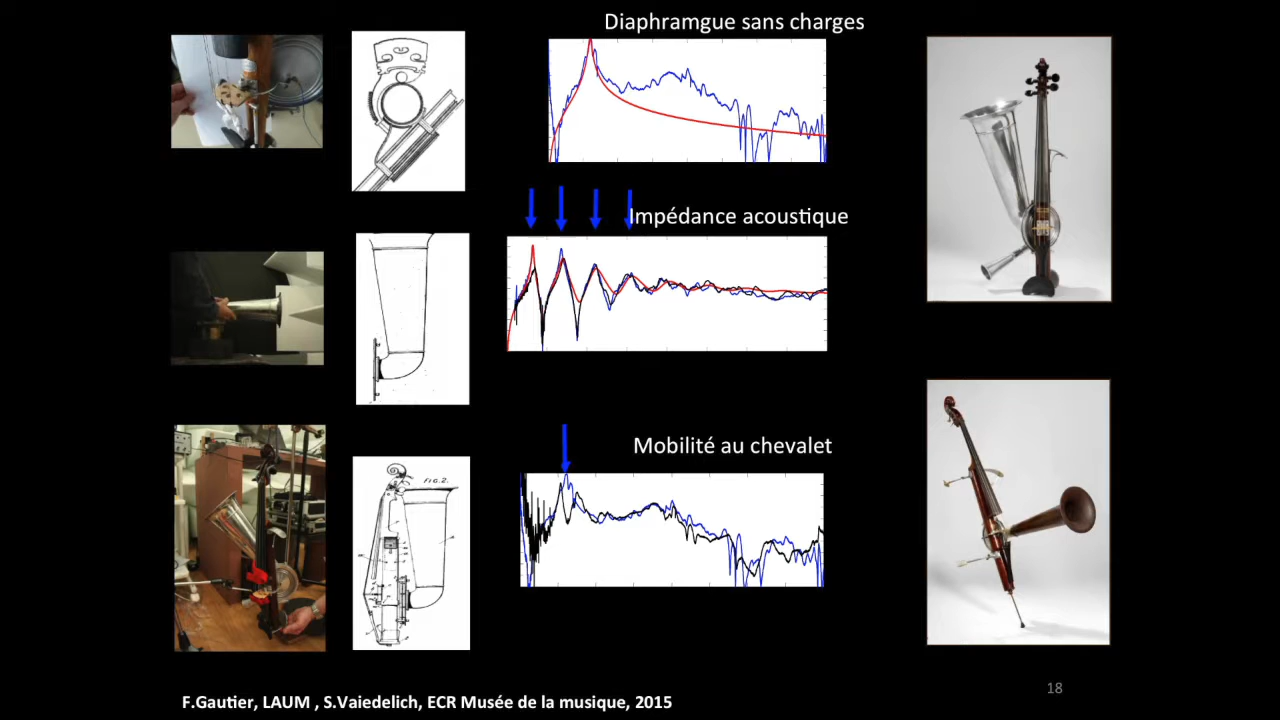 Diaphramgue sans charges
Impédance acoustique
Mobilité au chevalet
FIG.2.
F.Gautier, LAUM , S.Vaiedelich, ECR Musée de la musique, 2015
18